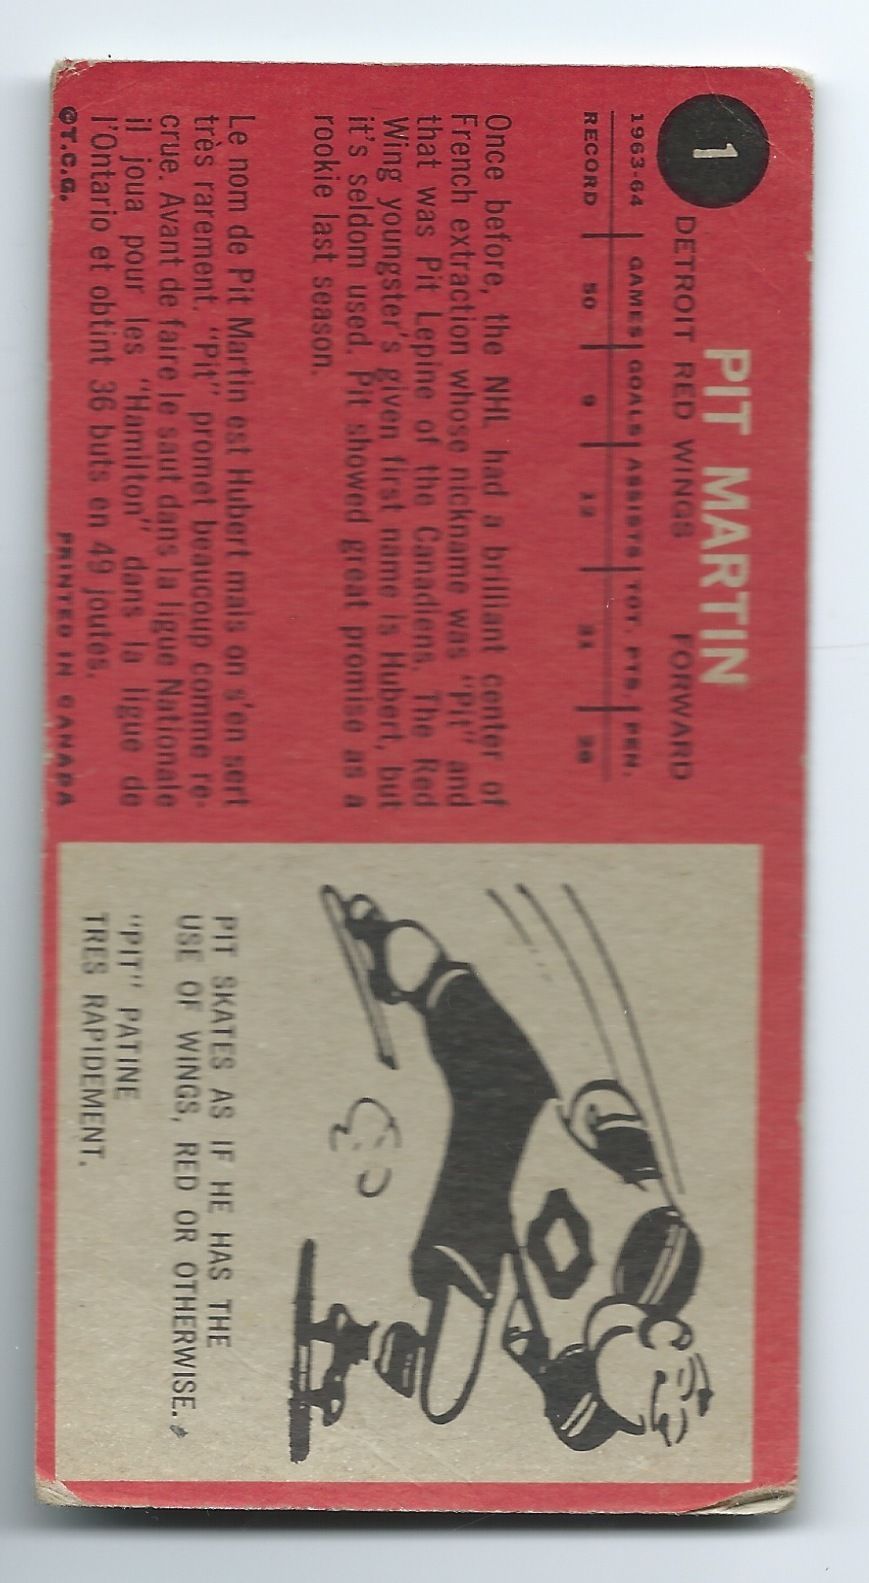 1
PIT MARTIN
DETROIT RED WINGS FORWARD
1963-64 GAMES GOALS ASSISTS TOT. PTS. PEN.
RECORD 50 9 12 21 28
Once before, the NHL had a brilliant center of
French extraction whose nickname was "Pit" and
that was Pit Lepine of the Canadiens. The Red
Wing youngster's given first name is Hubert, but
it's seldom used. Pit showed great promise as a
rookie last season.
Le nom de Pit Martin est Hubert mais on s'en sert
très rarement. "Pit" promet beaucoup comme re-
crue. Avant de faire le saut dans la ligue Nationale
il joua pour les "Hamilton" dans la ligue de
l'Ontario et obtint 36 buts en 49 joutes.
©T.C.G. PRINTED IN CANADA
PIT SKATES AS IF HE HAS THE
USE OF WINGS, RED OR OTHERWISE.
"PIT" PATINE
TRES RAPIDEMENT.